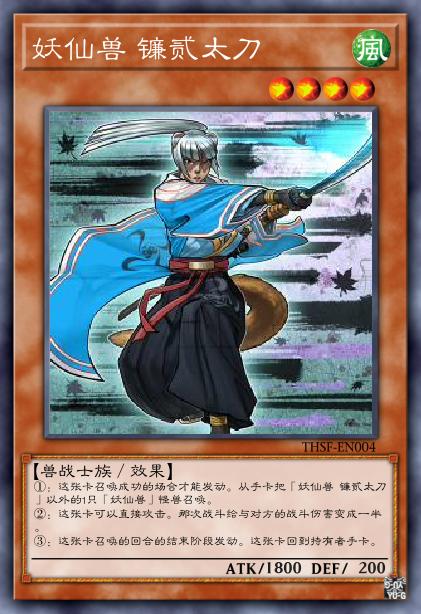 妖仙兽 镰贰太刀
風
THSF-EN004
【兽战士族／效果】
①：这张卡召唤成功的场合才能发动。从手卡把「妖仙兽 镰贰太刀
」以外的1只「妖仙兽」怪兽召唤。
②：这张卡可以直接攻击。那次战斗给与对方的战斗伤害变成一半
。
③：这张卡召唤的回合的结束阶段发动。这张卡回到持有者手卡。
ATK/1800 DEF/ 200